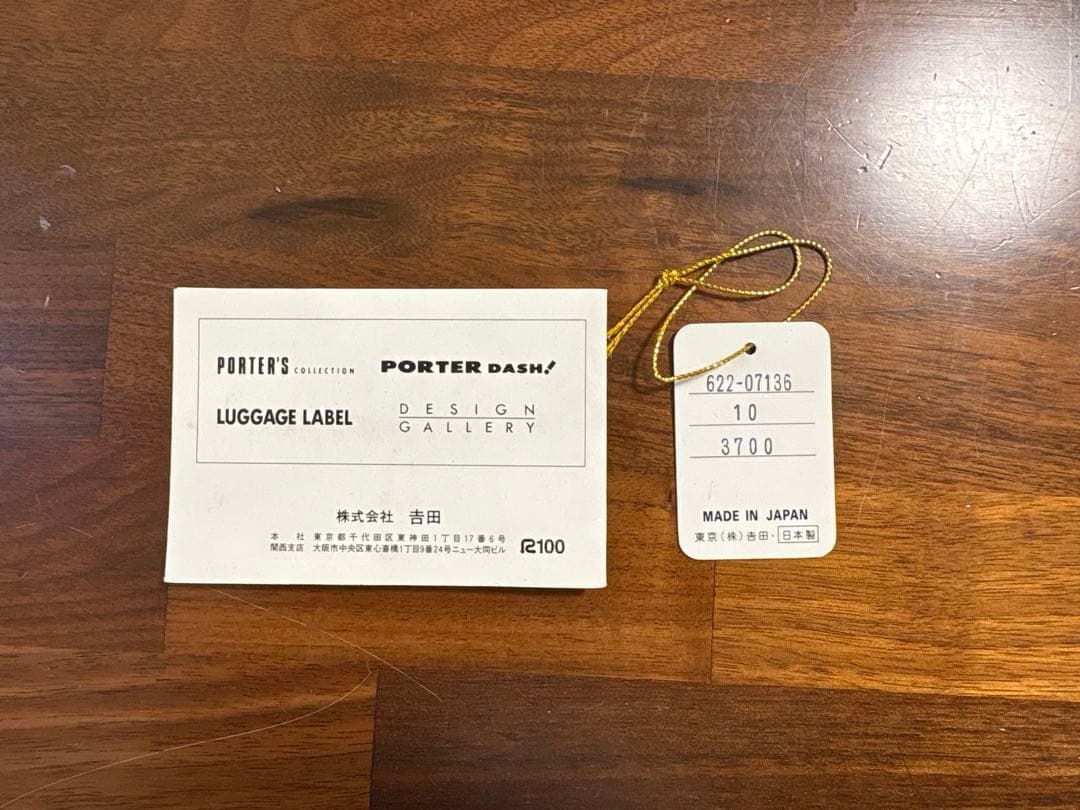 PORTER'S COLLECTION
PORTER DASH!
LUGGAGE LABEL
DESIGN
GALLERY
株式会社 𠮷田
本 社 東京都千代田区東神田1丁目17番6号
関西支店 大阪市中央区東心斎橋1丁目9番24号ニュー大同ビル
R100
622-07136
10
3700
MADE IN JAPAN
東京(株)𠮷田・日本製